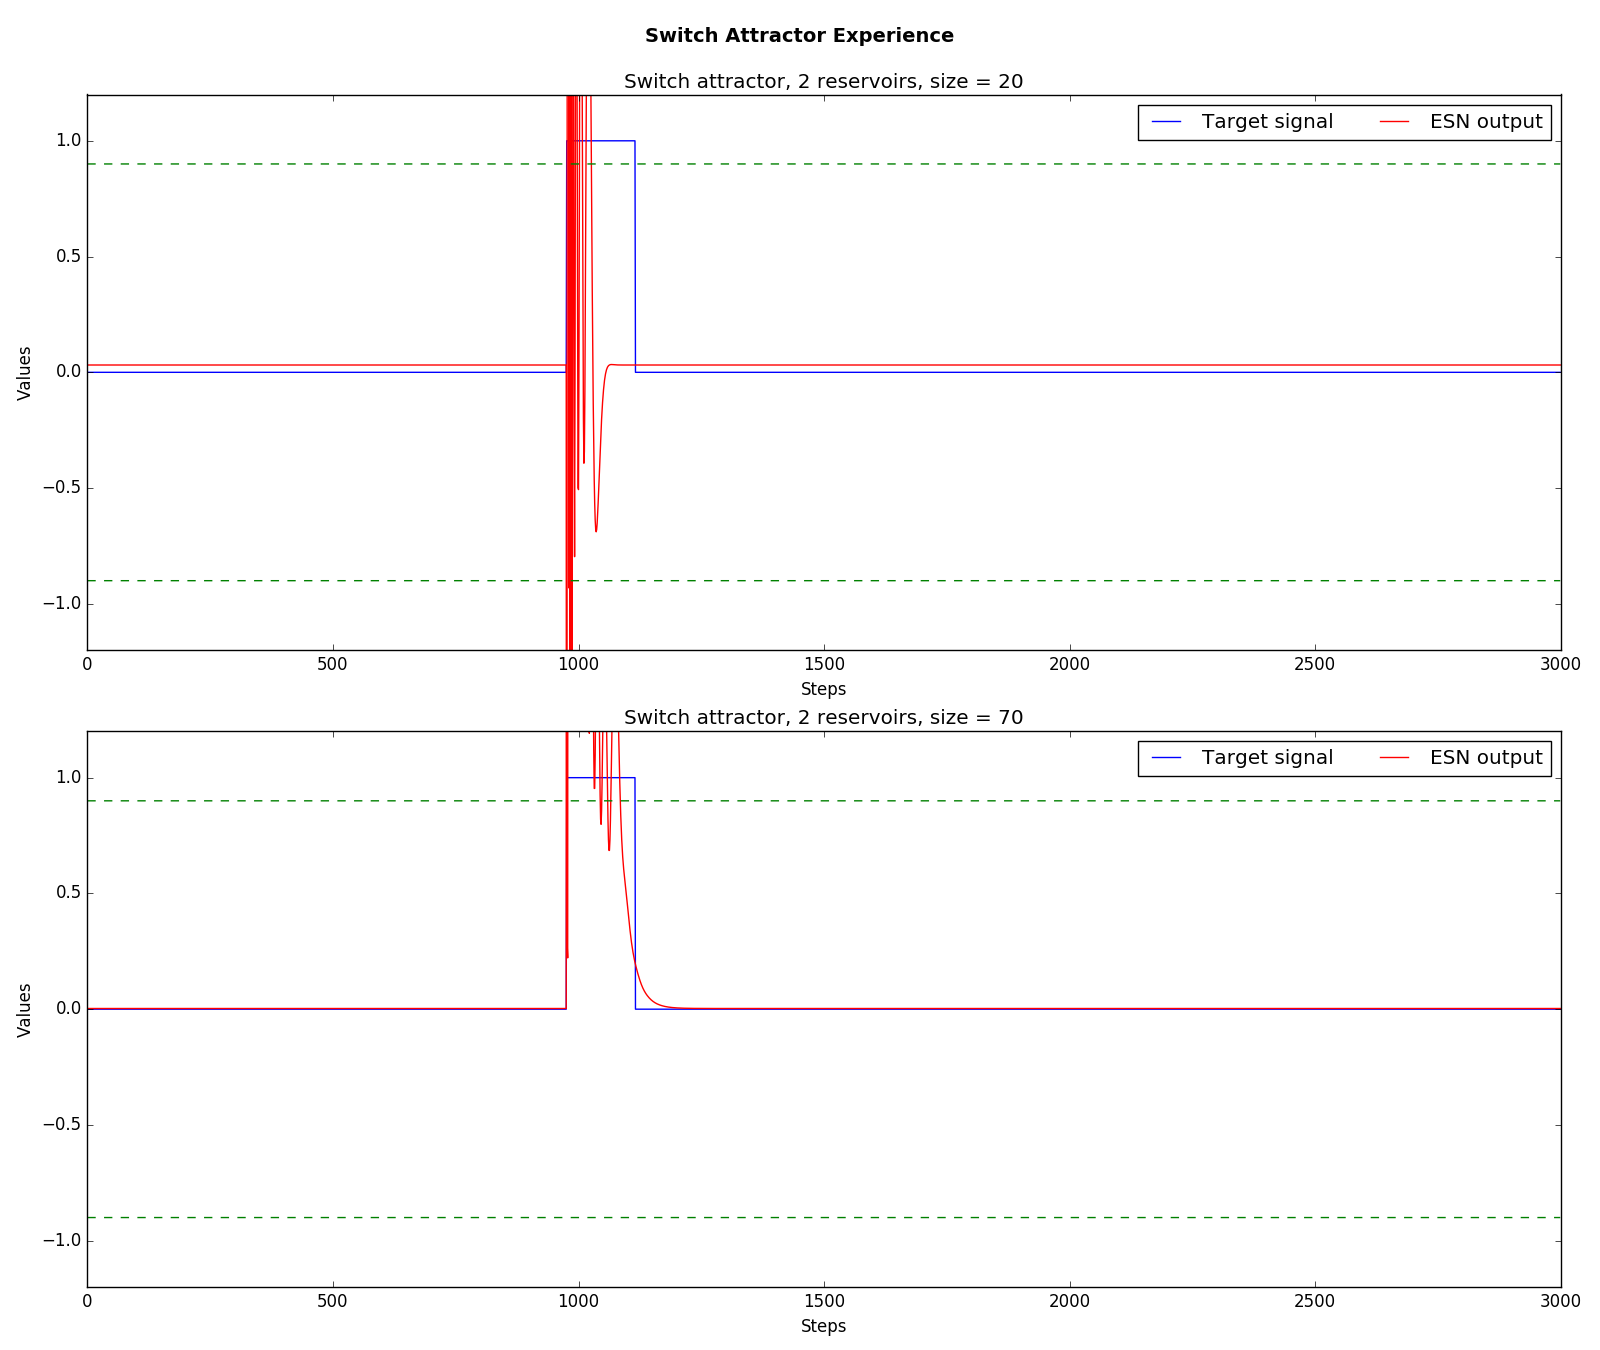 Switch Attractor Experience
Switch attractor, 2 reservoirs, size = 20
Target signal ESN output
1.0
0.5
0.0
−0.5
−1.0
Values
0 500 1000 1500 2000 2500 3000
Steps
Switch attractor, 2 reservoirs, size = 70
Target signal ESN output
1.0
0.5
0.0
−0.5
−1.0
Values
0 500 1000 1500 2000 2500 3000
Steps